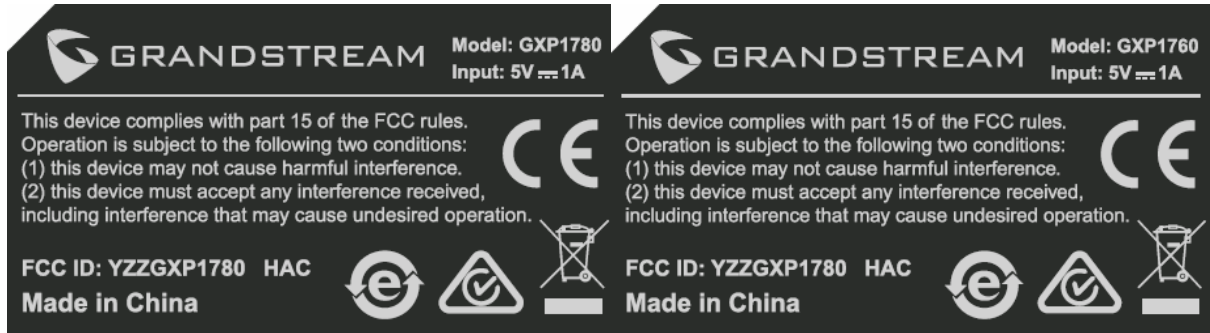 GRANDSTREAM
Model: GXP1780
Input: 5V⎓1A
This device complies with part 15 of the FCC rules.
Operation is subject to the following two conditions:
(1) this device may not cause harmful interference.
(2) this device must accept any interference received,
including interference that may cause undesired operation.
CE
FCC ID: YZZGXP1780 HAC
Made in China
e
GRANDSTREAM
Model: GXP1760
Input: 5V⎓1A
This device complies with part 15 of the FCC rules.
Operation is subject to the following two conditions:
(1) this device may not cause harmful interference.
(2) this device must accept any interference received,
including interference that may cause undesired operation.
CE
FCC ID: YZZGXP1780 HAC
Made in China
e